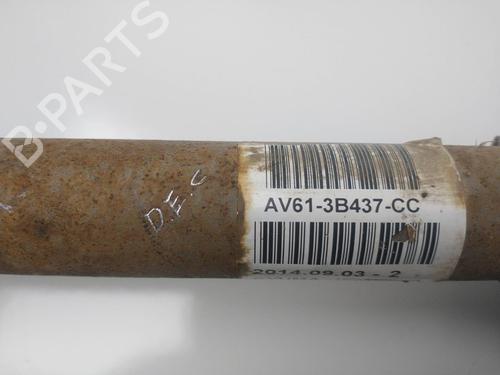 B-PARTS
D.E.C
AV61-3B437-CC
2014.09.03 - 2